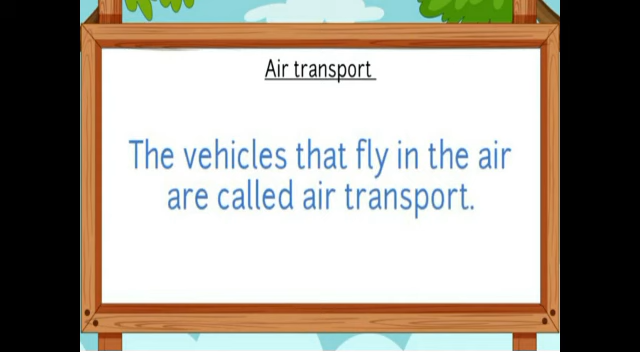 Air transport
The vehicles that fly in the air
are called air transport.